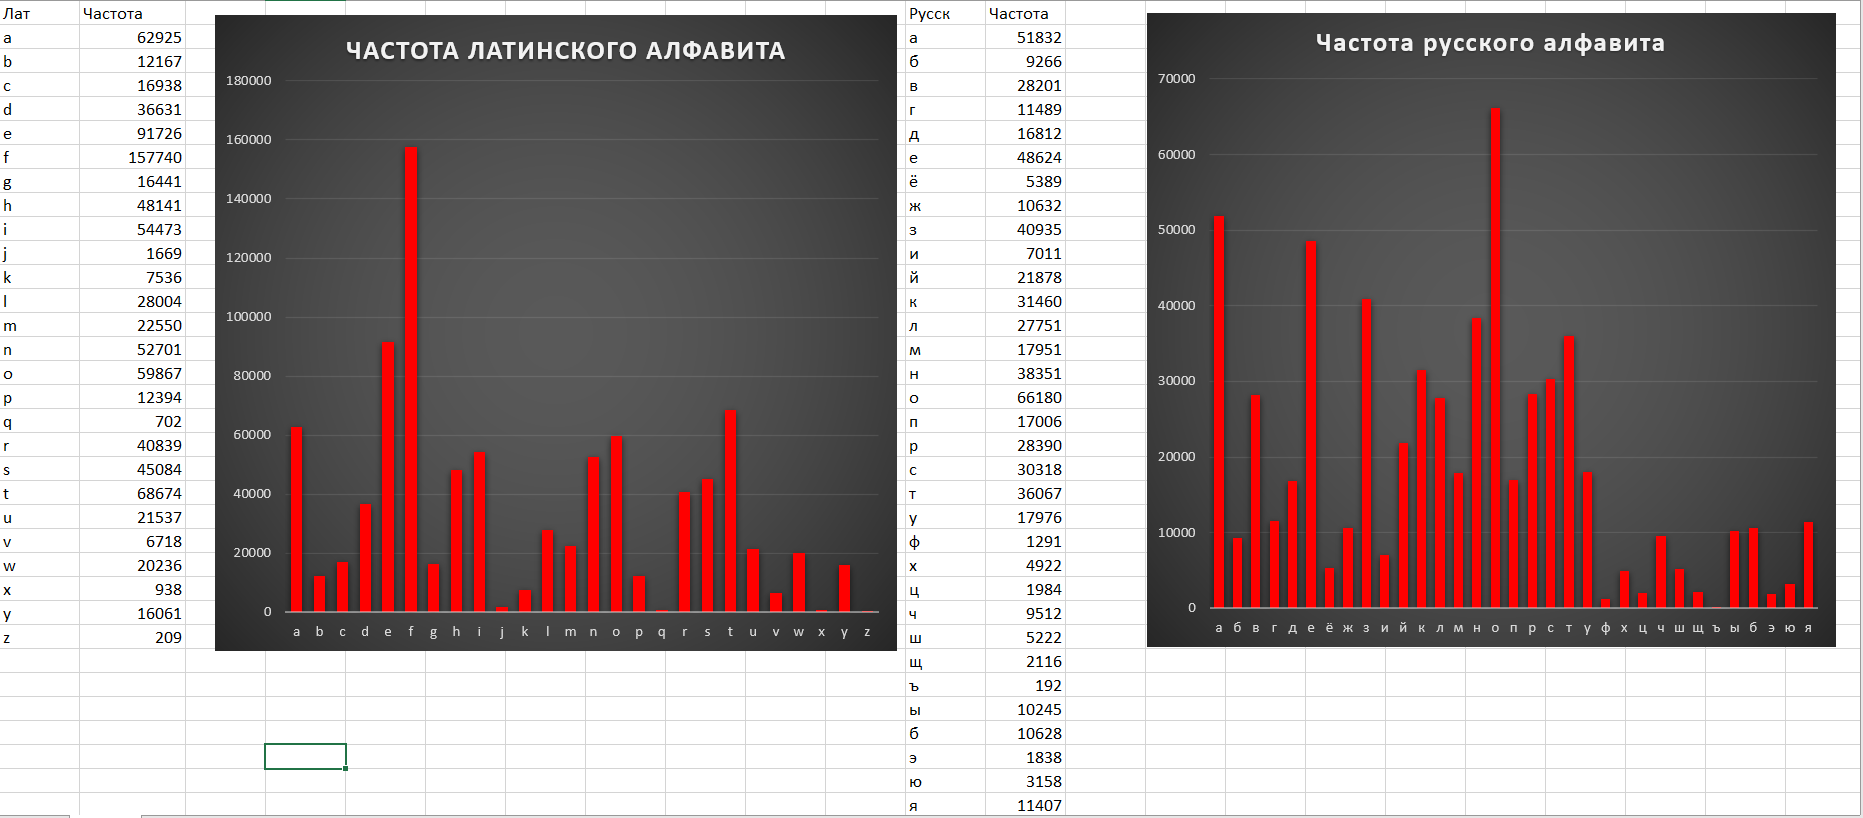 Лат Частота
a 62925
b 12167
c 16938
d 36631
e 91726
f 157740
g 16441
h 48141
i 54473
j 1669
k 7536
l 28004
m 22550
n 52701
o 59867
p 12394
q 702
r 40839
s 45084
t 68674
u 21537
v 6718
w 20236
x 938
y 16061
z 209
ЧАСТОТА ЛАТИНСКОГО АЛФАВИТА
180000
160000
140000
120000
100000
80000
60000
40000
20000
0
a b c d e f g h i j k l m n o p q r s t u v w x y z
Русск Частота
а 51832
б 9266
в 28201
г 11489
д 16812
е 48624
ё 5389
ж 10632
з 40935
и 7011
й 21878
к 31460
л 27751
м 17951
н 38351
о 66180
п 17006
р 28390
с 30318
т 36067
у 17976
ф 1291
х 4922
ц 1984
ч 9512
ш 5222
щ 2116
ъ 192
ы 10245
б 10628
э 1838
ю 3158
я 11407
Частота русского алфавита
70000
60000
50000
40000
30000
20000
10000
0
а б в г д е ё ж з и й к л м н о п р с т у ф х ц ч ш щ ъ ы б э ю я